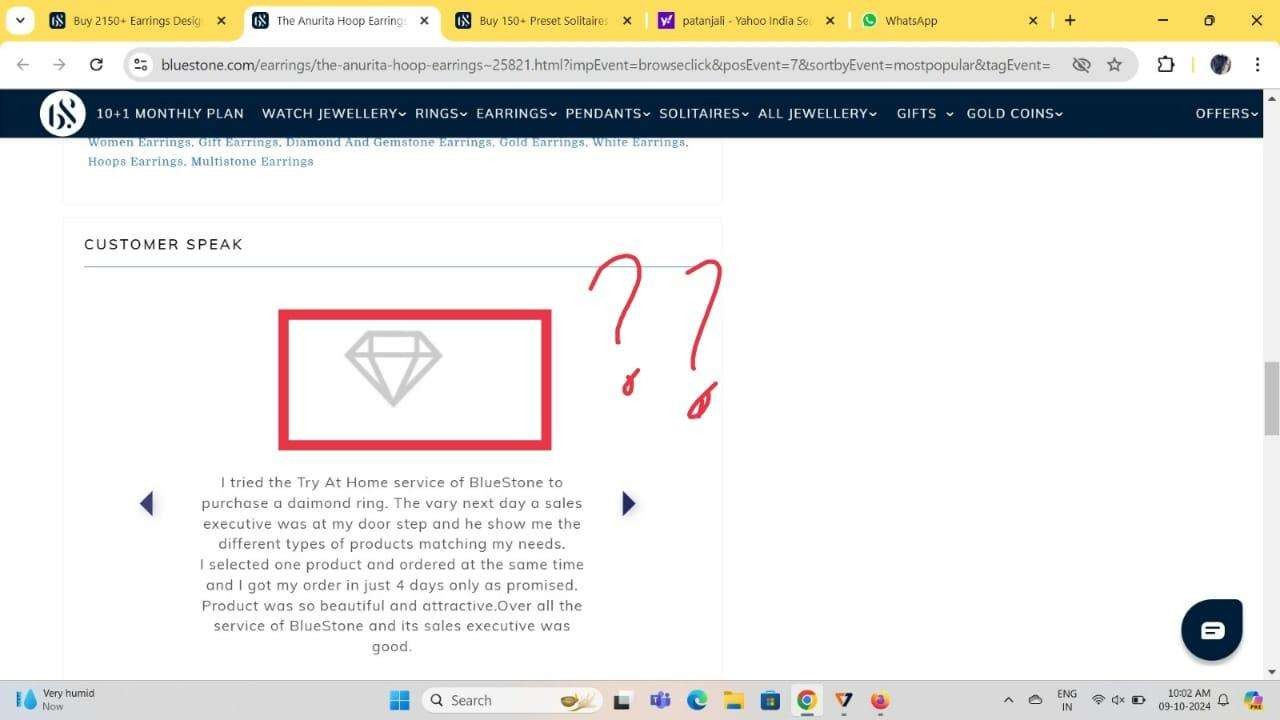 Buy 2150+ Earrings Desig
The Anurita Hoop Earring
Buy 150+ Preset Solitaire
patanjali - Yahoo India Se
WhatsApp
bluestone.com/earrings/the-anurita-hoop-earrings~25821.html?impEvent=browseclick&posEvent=7&sortbyEvent=mostpopular&tagEvent=
10+1 MONTHLY PLAN WATCH JEWELLERY RINGS EARRINGS PENDANTS SOLITAIRES ALL JEWELLERY GIFTS GOLD COINS OFFERS
Women Earrings, Gift Earrings, Diamond And Gemstone Earrings, Gold Earrings, White Earrings,
Hoops Earrings, Multistone Earrings
CUSTOMER SPEAK
? ?
I tried the Try At Home service of BlueStone to
purchase a daimond ring. The vary next day a sales
executive was at my door step and he show me the
different types of products matching my needs.
I selected one product and ordered at the same time
and I got my order in just 4 days only as promised.
Product was so beautiful and attractive.Over all the
service of BlueStone and its sales executive was
good.
Very humid
Now
Search
ENG
IN
10:02 AM
09-10-2024